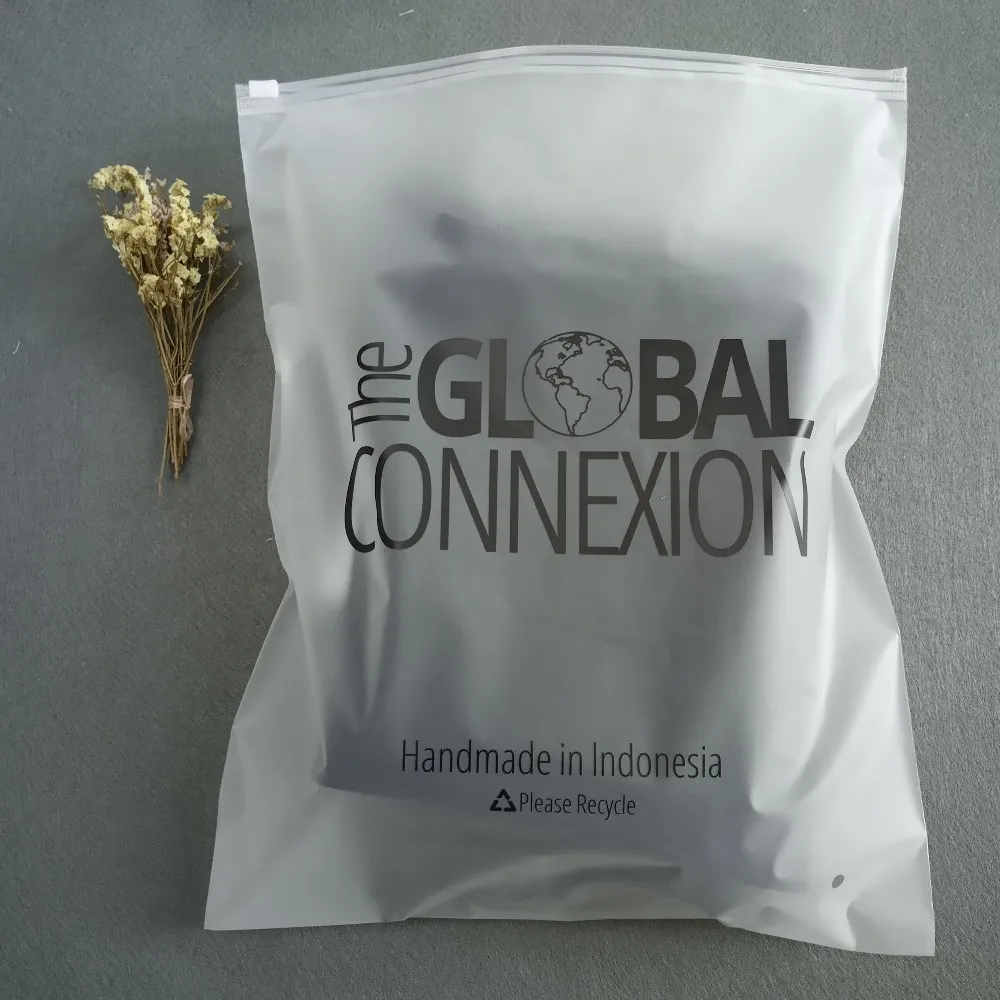 The GLOBAL
CONNEXION
Handmade in Indonesia
Please Recycle